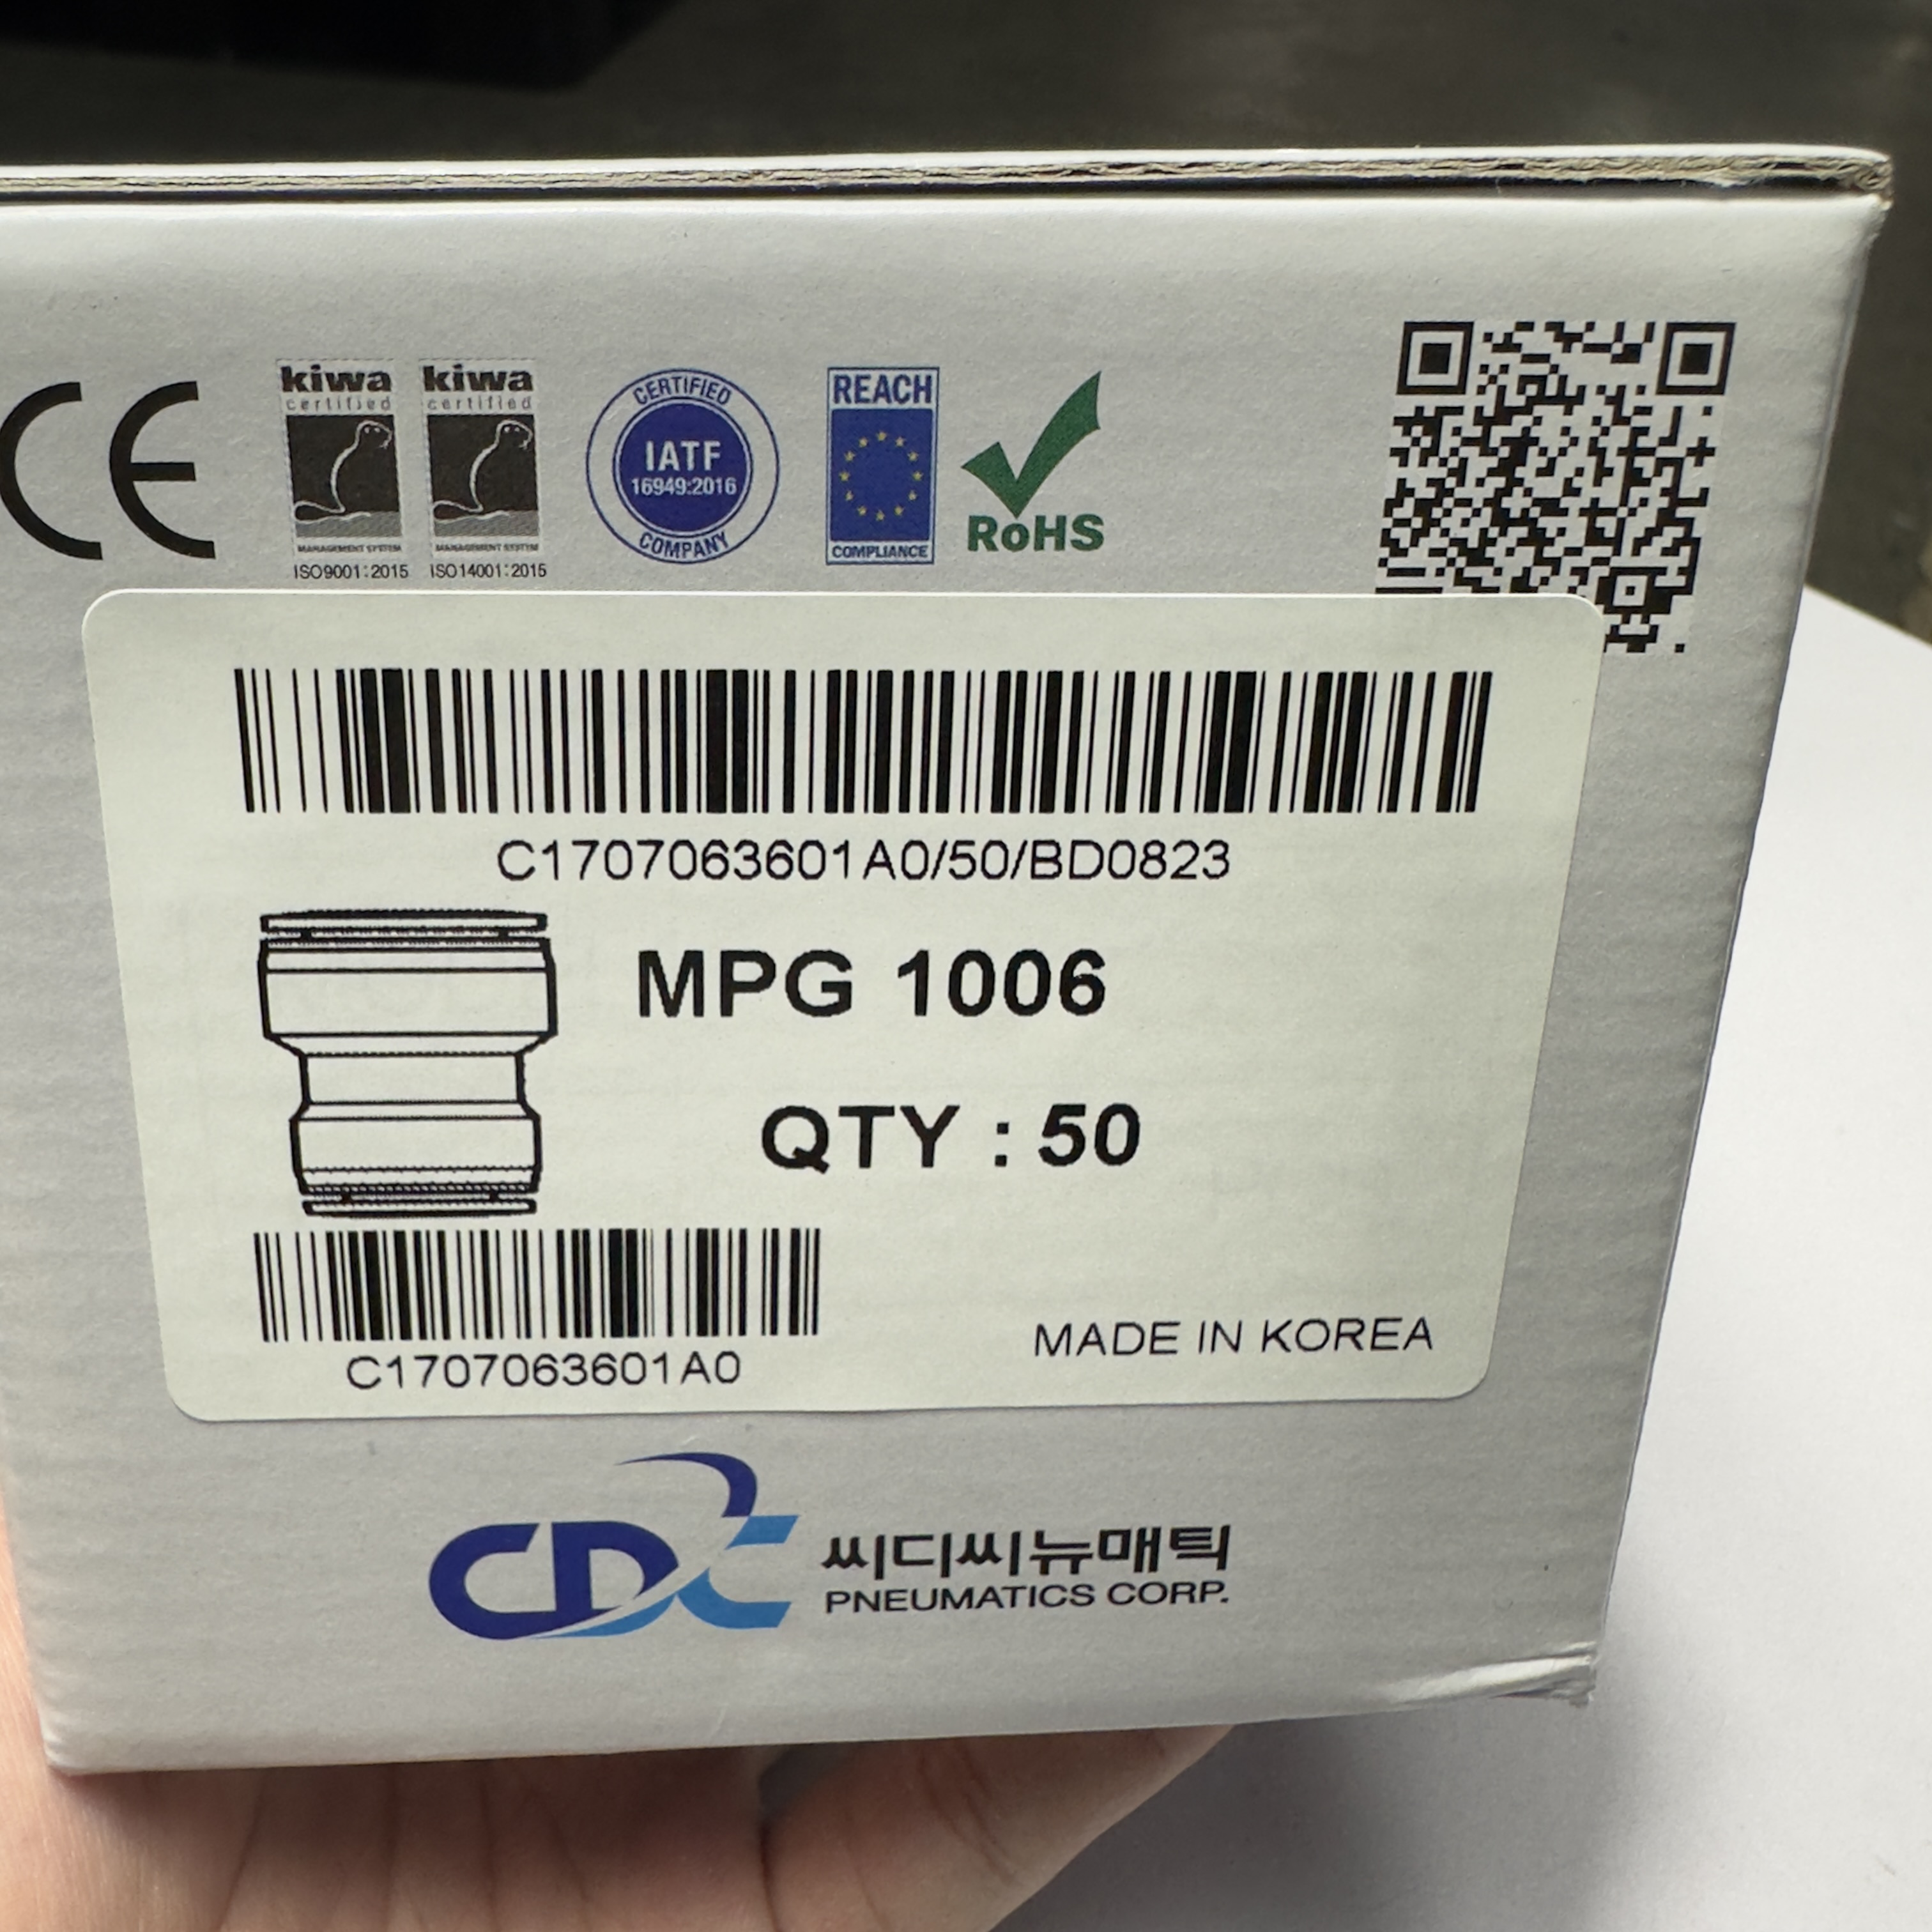 CE
kiwa
certified
MANAGEMENT SYSTEM
ISO9001:2015
kiwa
certified
MANAGEMENT SYSTEM
ISO14001:2015
CERTIFIED
IATF
16949:2016
COMPANY
REACH
COMPLIANCE
RoHS
C1707063601A0/50/BD0823
MPG 1006
QTY : 50
C1707063601A0
MADE IN KOREA
CDC
씨디씨뉴매틱
PNEUMATICS CORP.